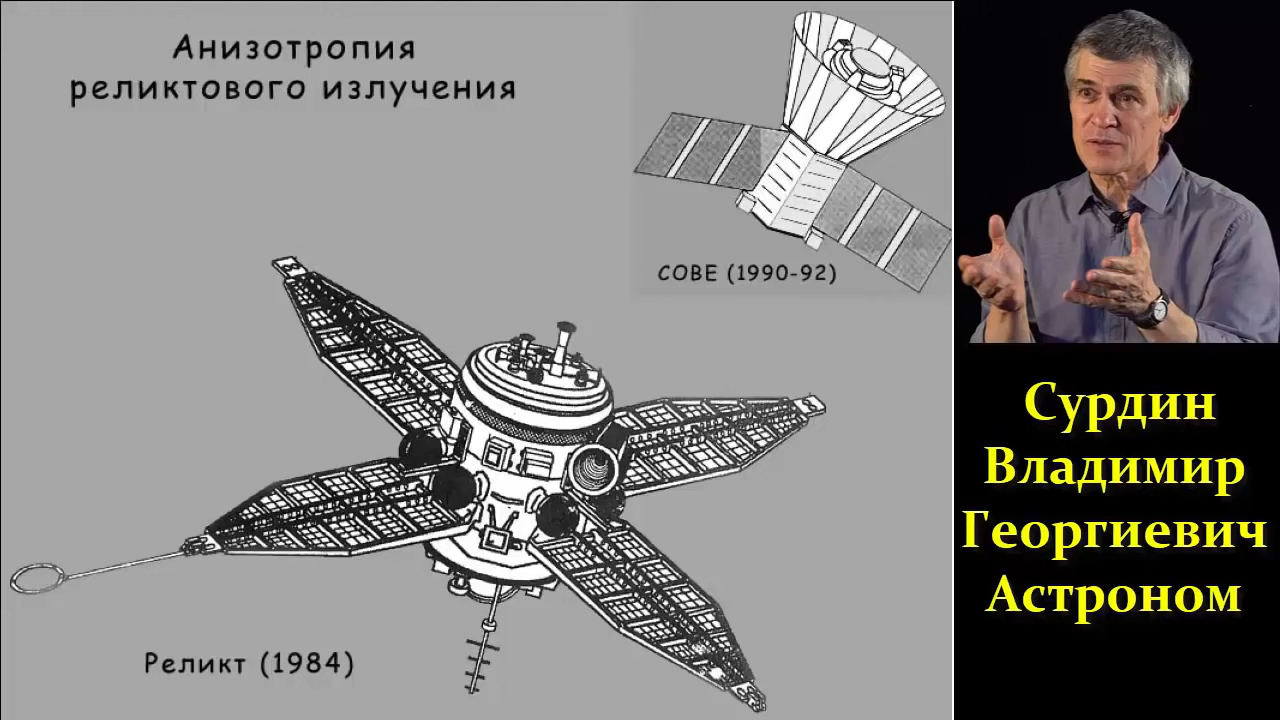 Анизотропия
реликтового излучения
COBE (1990-92)
Реликт (1984)
Сурдин
Владимир
Георгиевич
Астроном